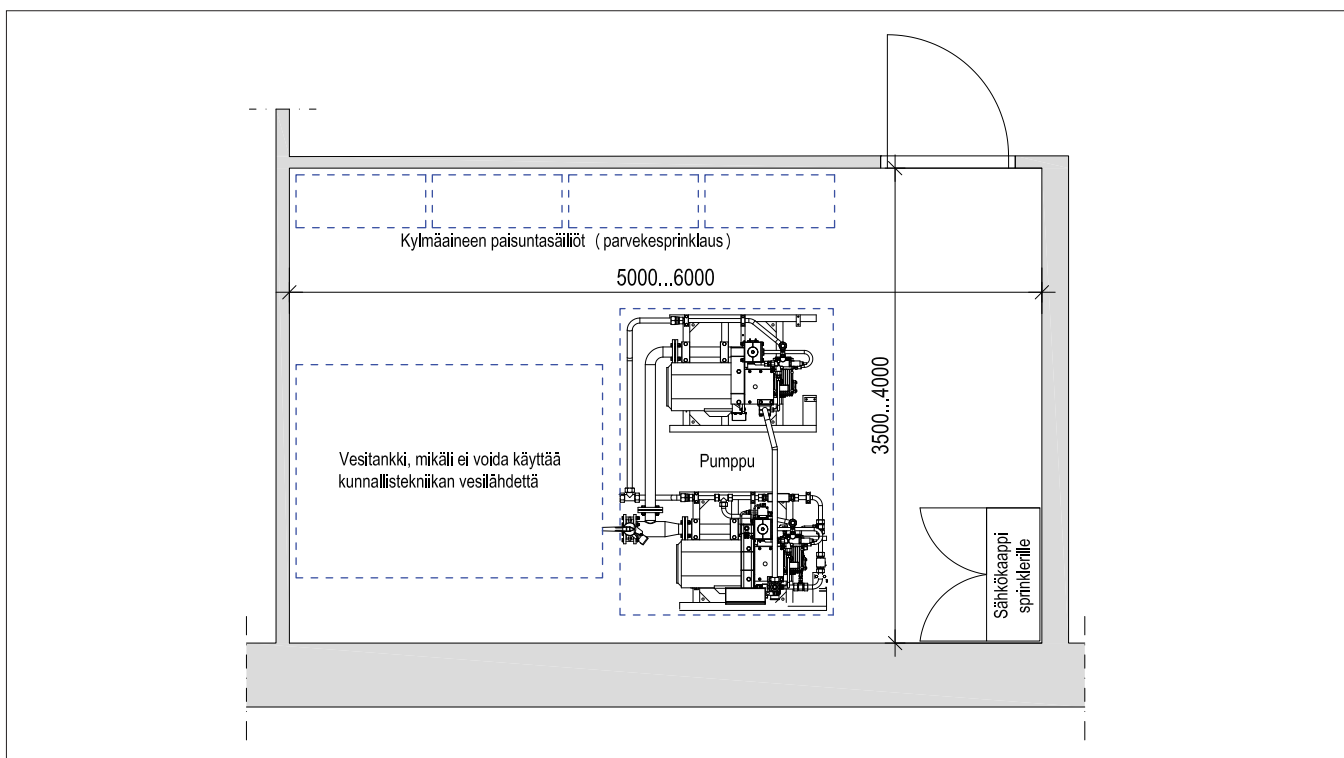 Kylmäaineen paisuntasäiliöt ( parvekesprinklaus )
5000...6000
3500...4000
Vesitankki, mikäli ei voida käyttää
kunnallistekniikan vesilähdettä
Pumppu
Sähkökaappi
sprinklerille